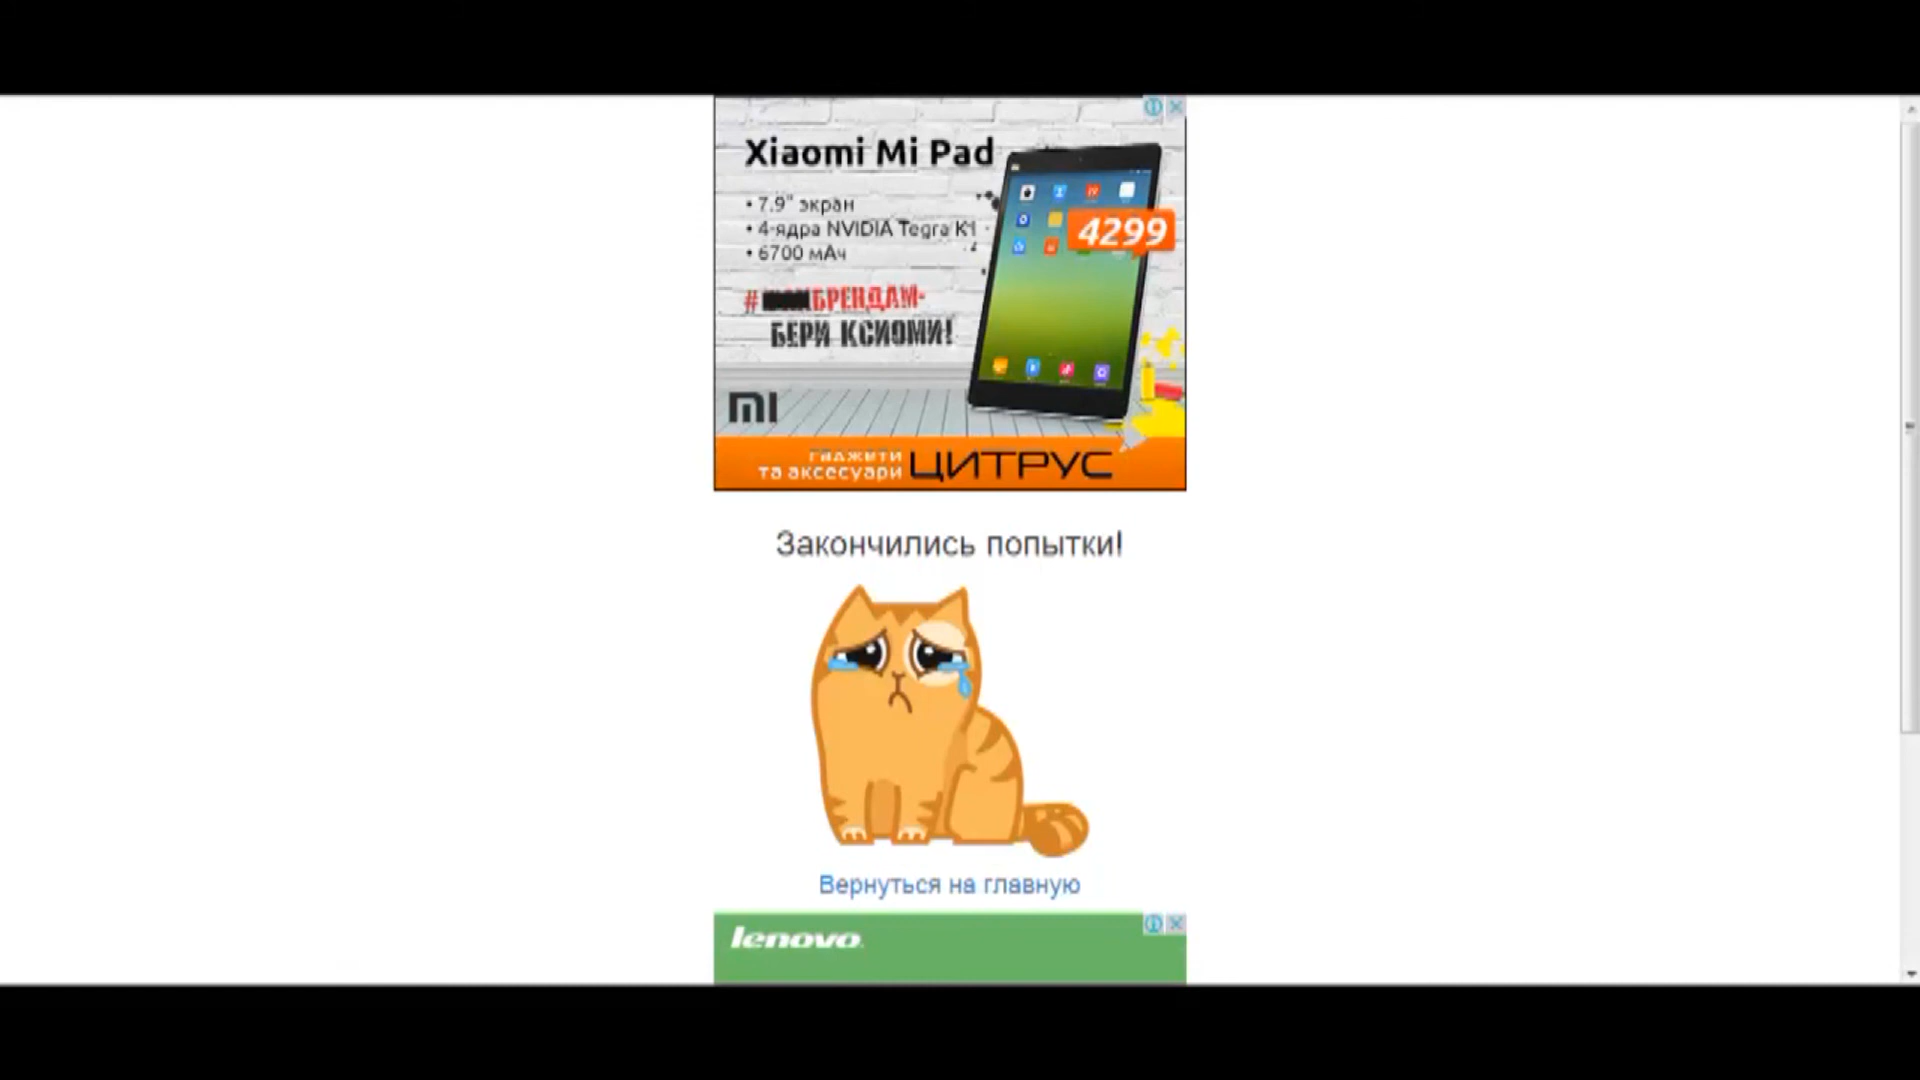 Xiaomi Mi Pad
• 7.9" экран
• 4-ядра NVIDIA Tegra K1
• 6700 мАч
4299
#БРЕНДАМ-
БЕРИ КСИОМИ!
MI
гаджети
та аксесуари ЦИТРУС
Закончились попытки!
Вернуться на главную
lenovo